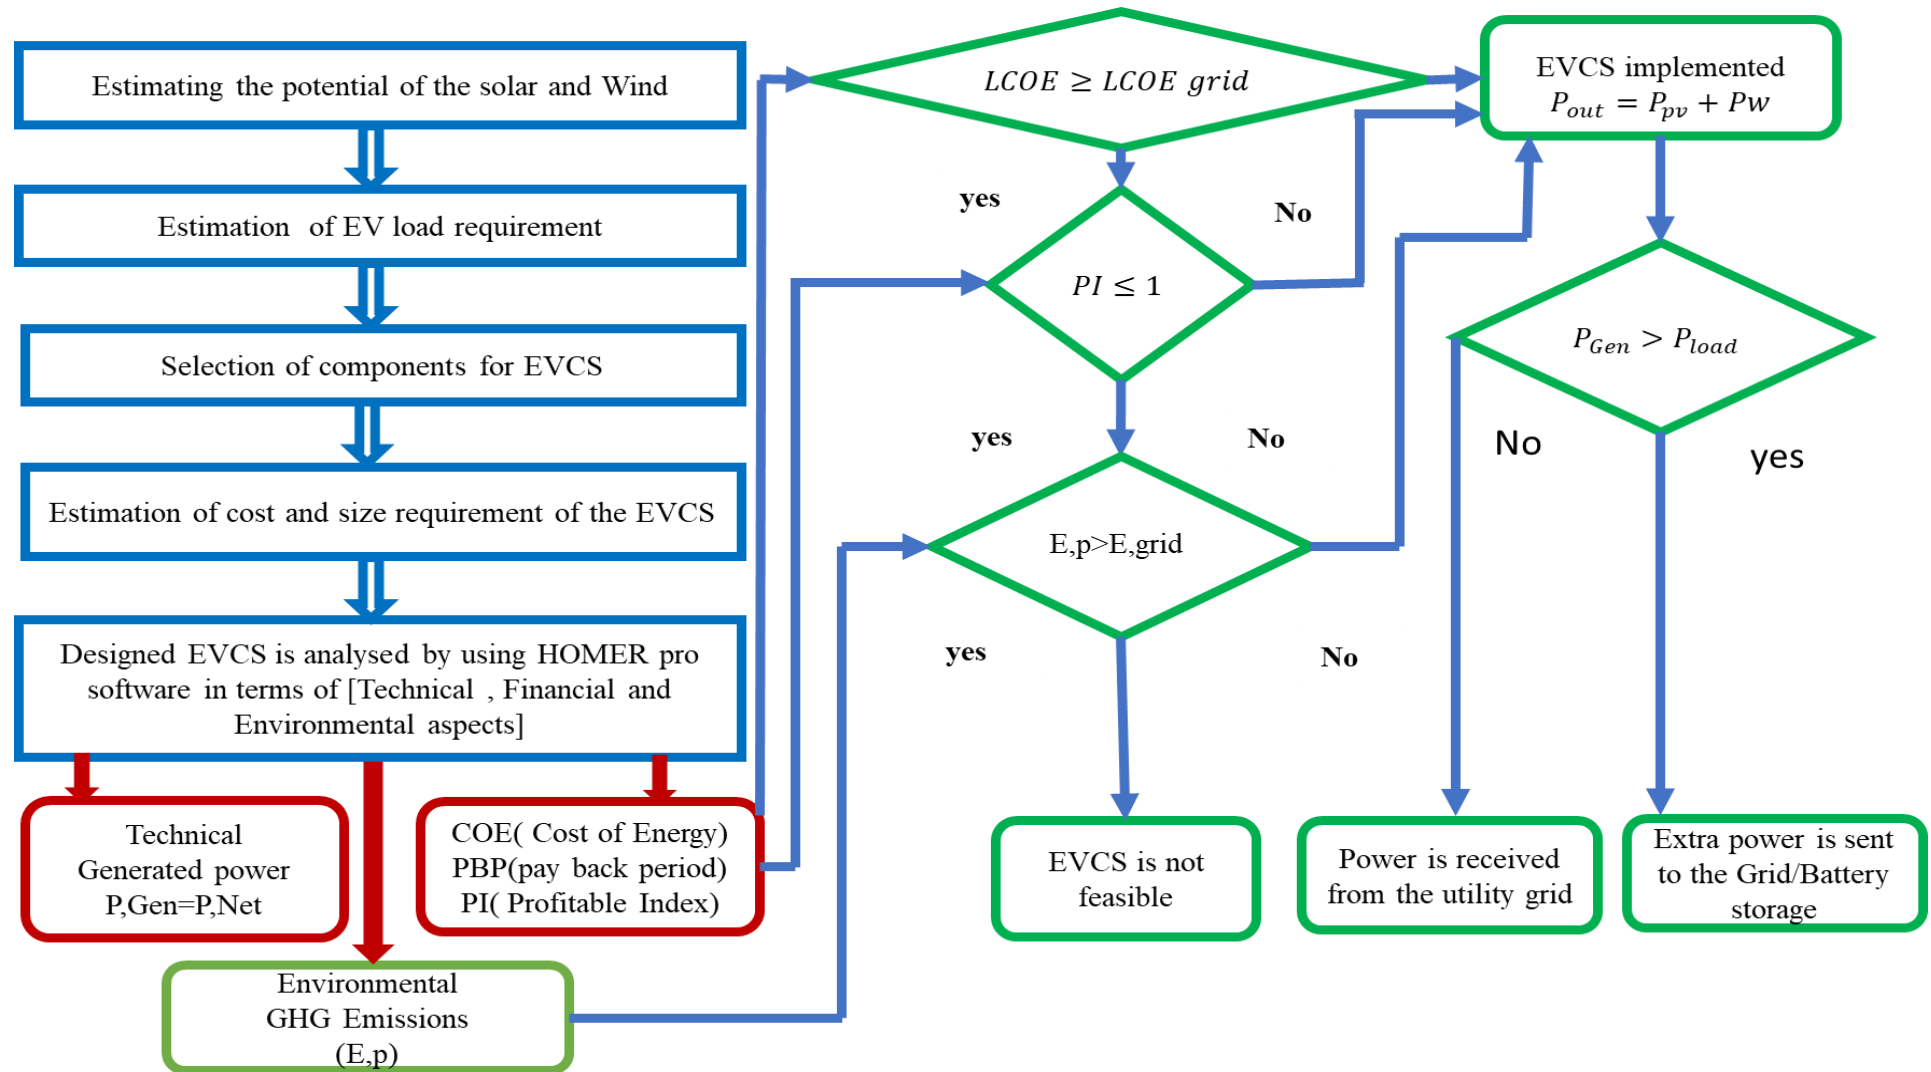 Estimating the potential of the solar and Wind
Estimation of EV load requirement
Selection of components for EVCS
Estimation of cost and size requirement of the EVCS
Designed EVCS is analysed by using HOMER pro
software in terms of [Technical , Financial and
Environmental aspects]
Technical
Generated power
P,Gen=P,Net
COE( Cost of Energy)
PBP(pay back period)
PI( Profitable Index)
Environmental
GHG Emissions
(E,p)
LCOE ≥ LCOE grid
yes
No
PI ≤ 1
yes
No
E,p>E,grid
yes
No
EVCS is not
feasible
EVCS implemented
P_out = P_pv + Pw
P_Gen > P_load
No
yes
Power is received
from the utility grid
Extra power is sent
to the Grid/Battery
storage